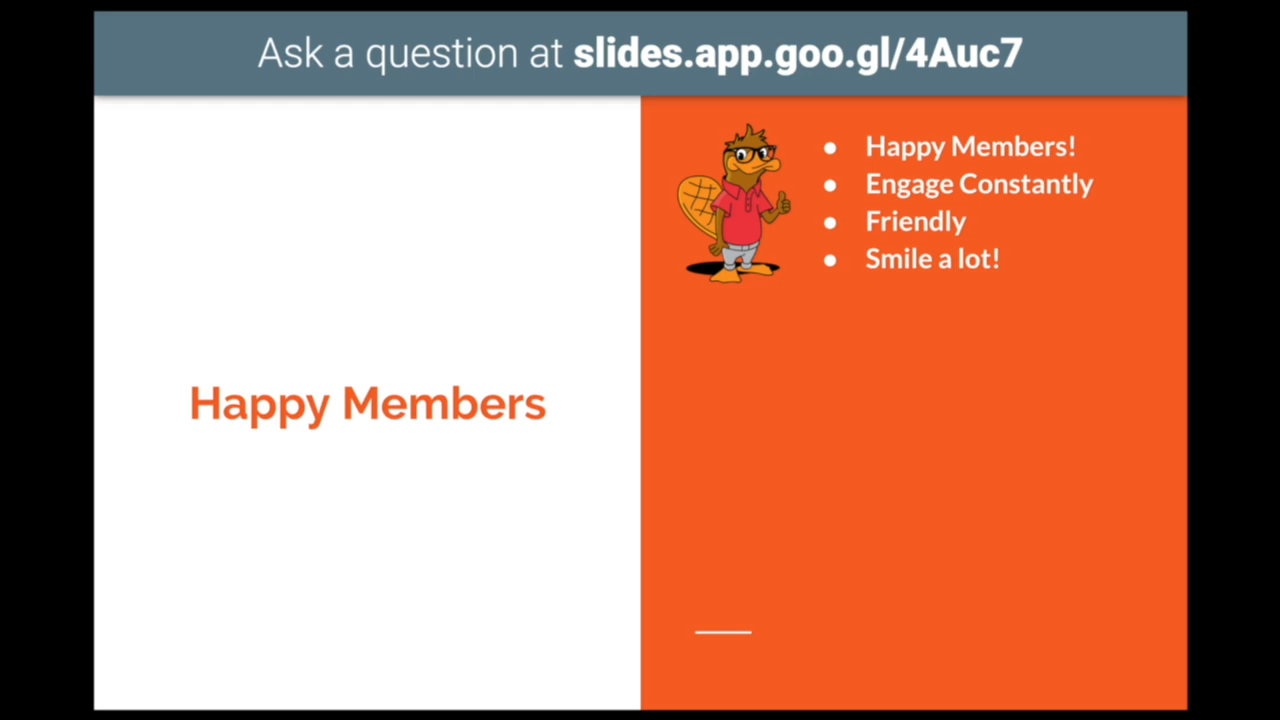 Ask a question at slides.app.goo.gl/4Auc7
Happy Members
● Happy Members!
● Engage Constantly
● Friendly
● Smile a lot!